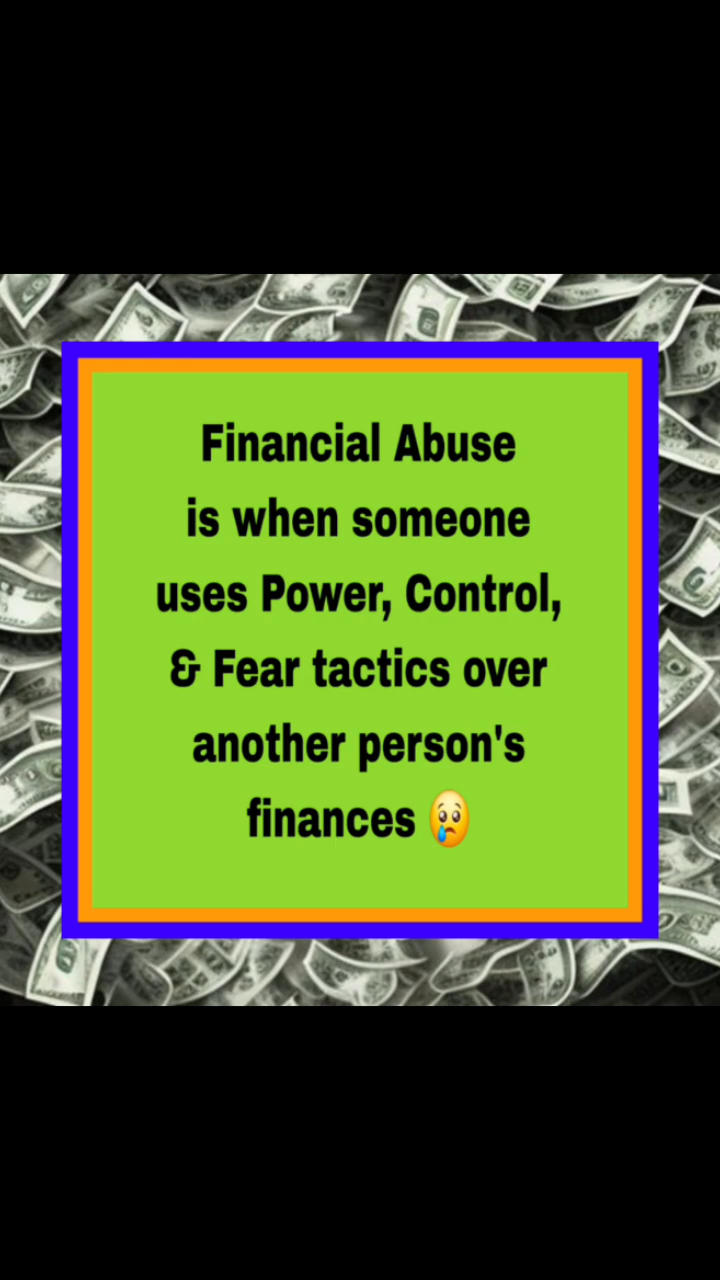 Financial Abuse
is when someone
uses Power, Control,
& Fear tactics over
another person's
finances 😢